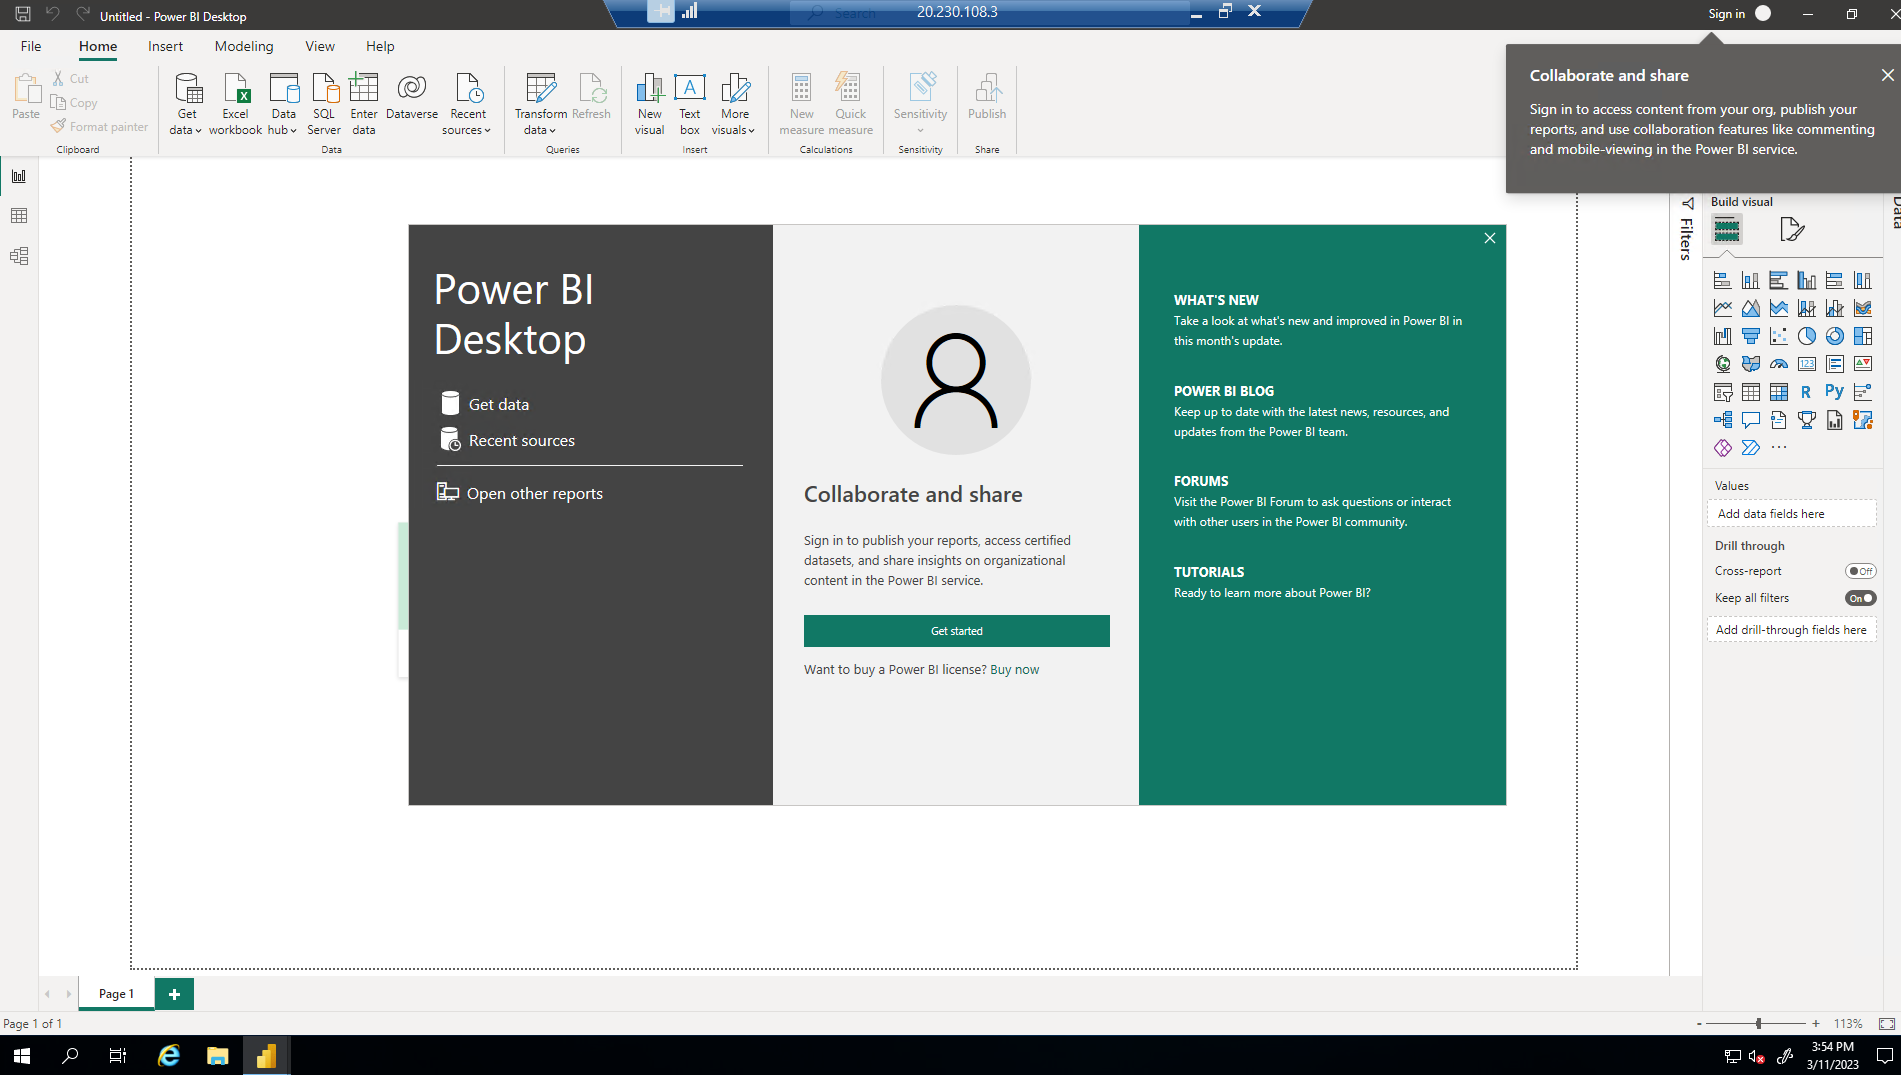 Untitled - Power BI Desktop
Search
20.230.108.3
Sign in
File
Home
Insert
Modeling
View
Help
Paste
Cut
Copy
Format painter
Clipboard
Get
data
Excel
workbook
Data
hub
SQL
Server
Enter
data
Dataverse
Recent
sources
Data
Transform
data
Refresh
Queries
New
visual
Text
box
More
visuals
Insert
New
measure
Quick
measure
Calculations
Sensitivity
Sensitivity
Publish
Share
Collaborate and share
Sign in to access content from your org, publish your
reports, and use collaboration features like commenting
and mobile-viewing in the Power BI service.
Power BI
Desktop
Get data
Recent sources
Open other reports
Collaborate and share
Sign in to publish your reports, access certified
datasets, and share insights on organizational
content in the Power BI service.
Get started
Want to buy a Power BI license? Buy now
WHAT'S NEW
Take a look at what's new and improved in Power BI in
this month's update.
POWER BI BLOG
Keep up to date with the latest news, resources, and
updates from the Power BI team.
FORUMS
Visit the Power BI Forum to ask questions or interact
with other users in the Power BI community.
TUTORIALS
Ready to learn more about Power BI?
Filters
Build visual
Data
123
R
Py
Values
Add data fields here
Drill through
Cross-report
Off
Keep all filters
On
Add drill-through fields here
Page 1
Page 1 of 1
- + 113%
3:54 PM
3/11/2023